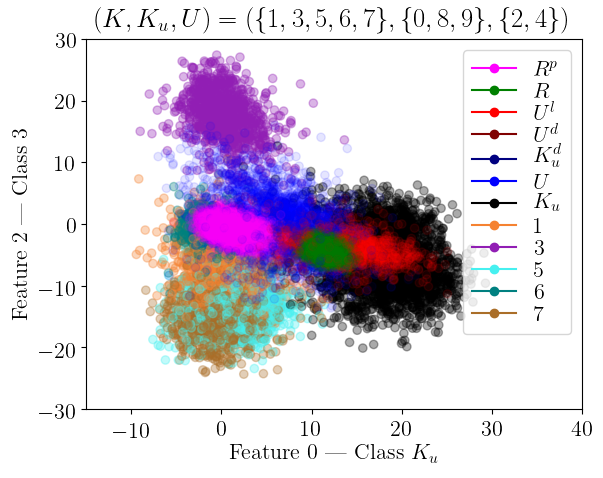 (K, K_u, U) = ({1, 3, 5, 6, 7}, {0, 8, 9}, {2, 4})
30
20
10
0
−10
−20
−30
Feature 2 — Class 3
R^p
R
U^l
U^d
K_u^d
U
K_u
1
3
5
6
7
−10
0
10
20
30
40
Feature 0 — Class K_u